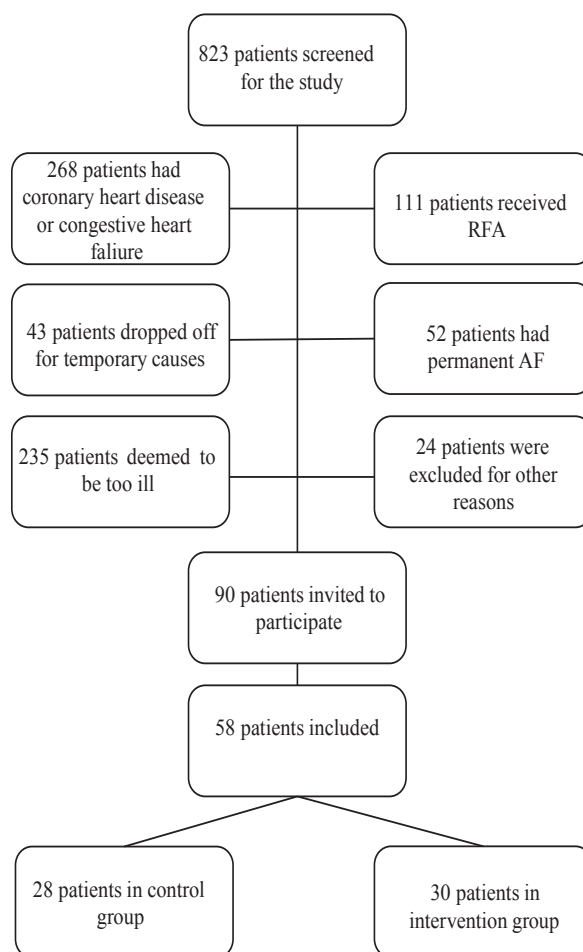 823 patients screened
for the study
268 patients had
coronary heart disease
or congestive heart
faliure
111 patients received
RFA
43 patients dropped off
for temporary causes
52 patients had
permanent AF
235 patients deemed to
be too ill
24 patients were
excluded for other
reasons
90 patients invited to
participate
58 patients included
28 patients in control
group
30 patients in
intervention group